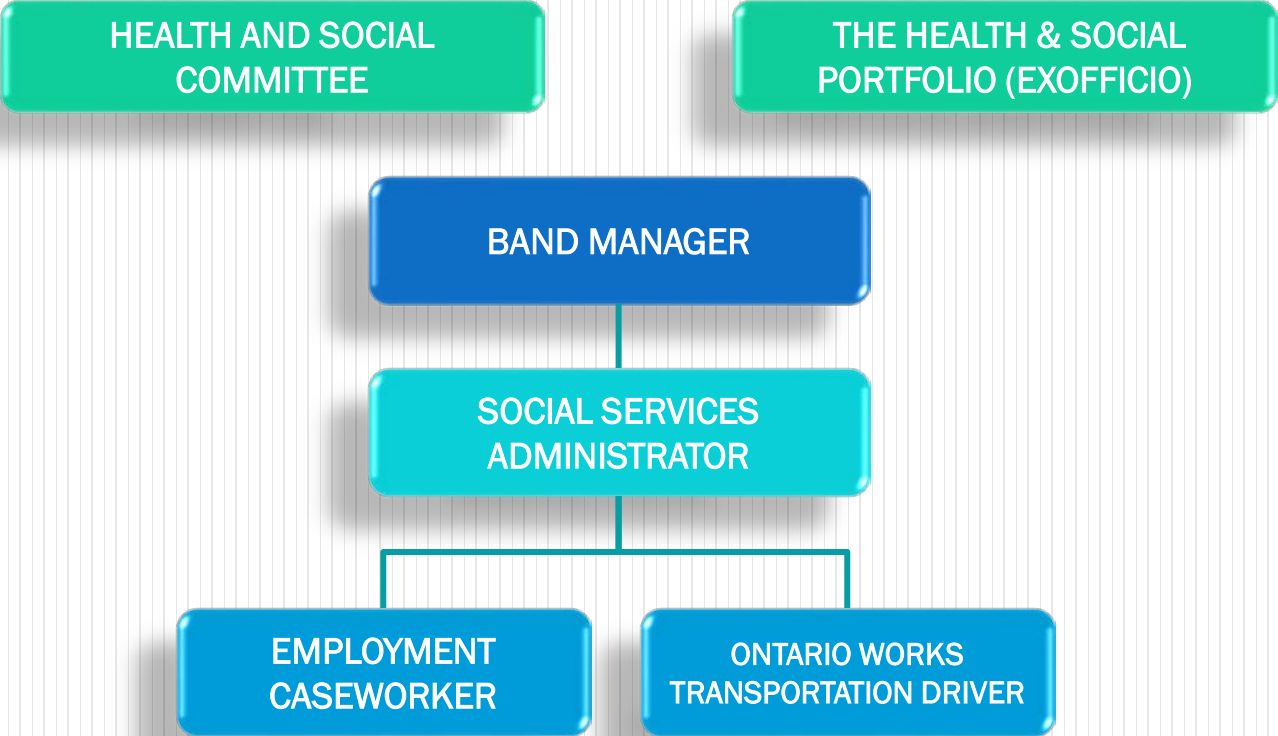 HEALTH AND SOCIAL
COMMITTEE
THE HEALTH & SOCIAL
PORTFOLIO (EXOFFICIO)
BAND MANAGER
SOCIAL SERVICES
ADMINISTRATOR
EMPLOYMENT
CASEWORKER
ONTARIO WORKS
TRANSPORTATION DRIVER